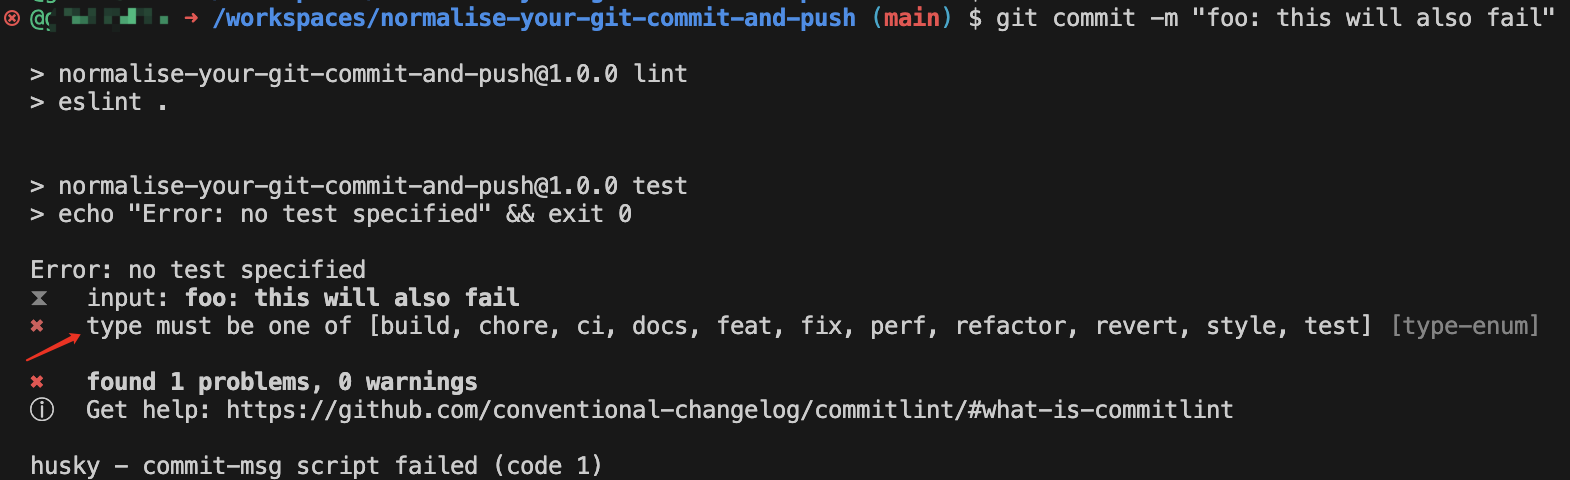 ➜ /workspaces/normalise-your-git-commit-and-push (main) $ git commit -m "foo: this will also fail"
> normalise-your-git-commit-and-push@1.0.0 lint
> eslint .
> normalise-your-git-commit-and-push@1.0.0 test
> echo "Error: no test specified" && exit 0
Error: no test specified
⧗ input: foo: this will also fail
✖ type must be one of [build, chore, ci, docs, feat, fix, perf, refactor, revert, style, test] [type-enum]
✖ found 1 problems, 0 warnings
ⓘ Get help: https://github.com/conventional-changelog/commitlint/#what-is-commitlint
husky - commit-msg script failed (code 1)